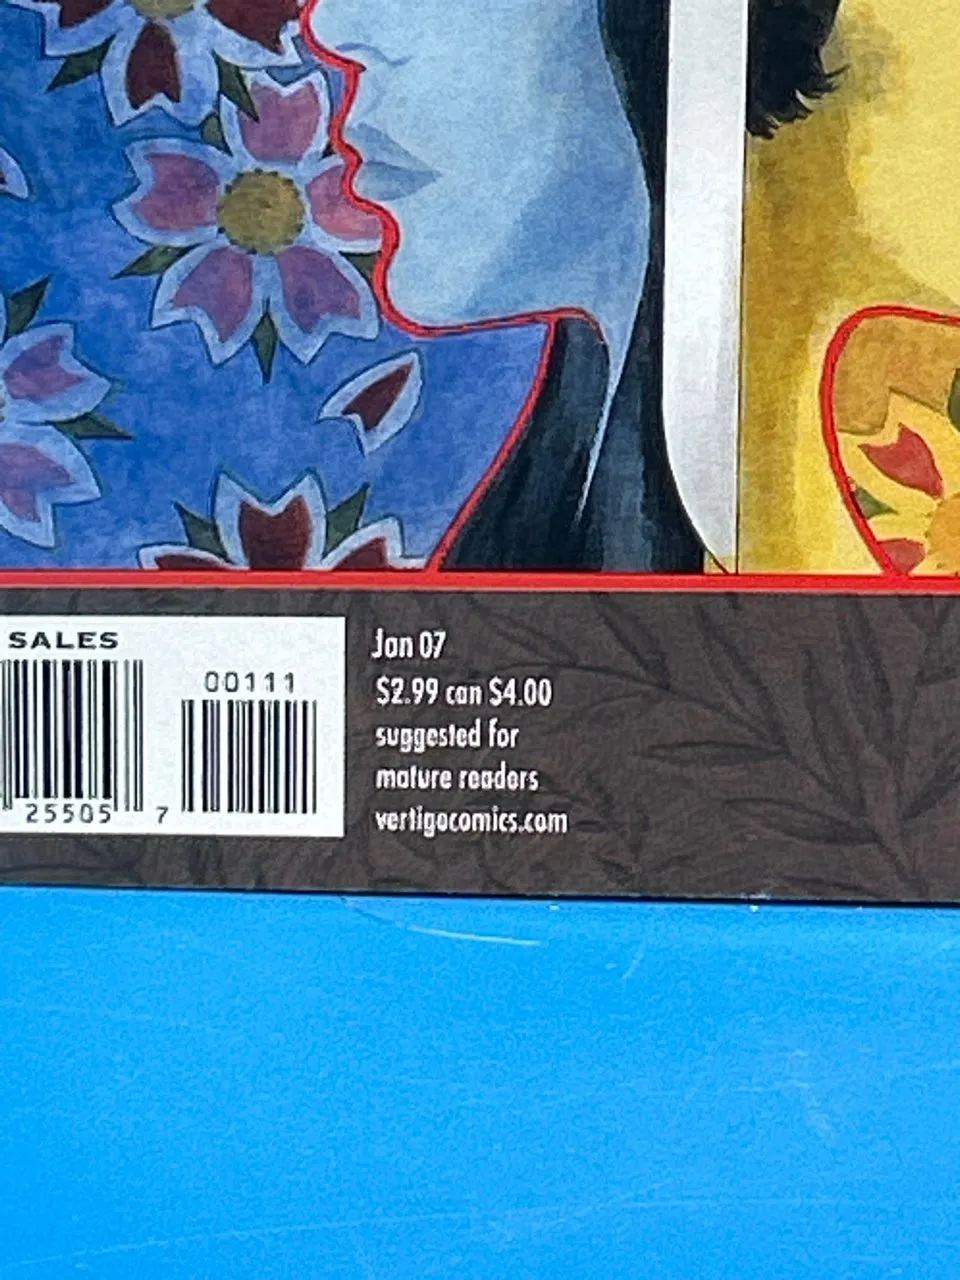 SALES
00111
25505 7
Jan 07
$2.99 can $4.00
suggested for
mature readers
vertigocomics.com